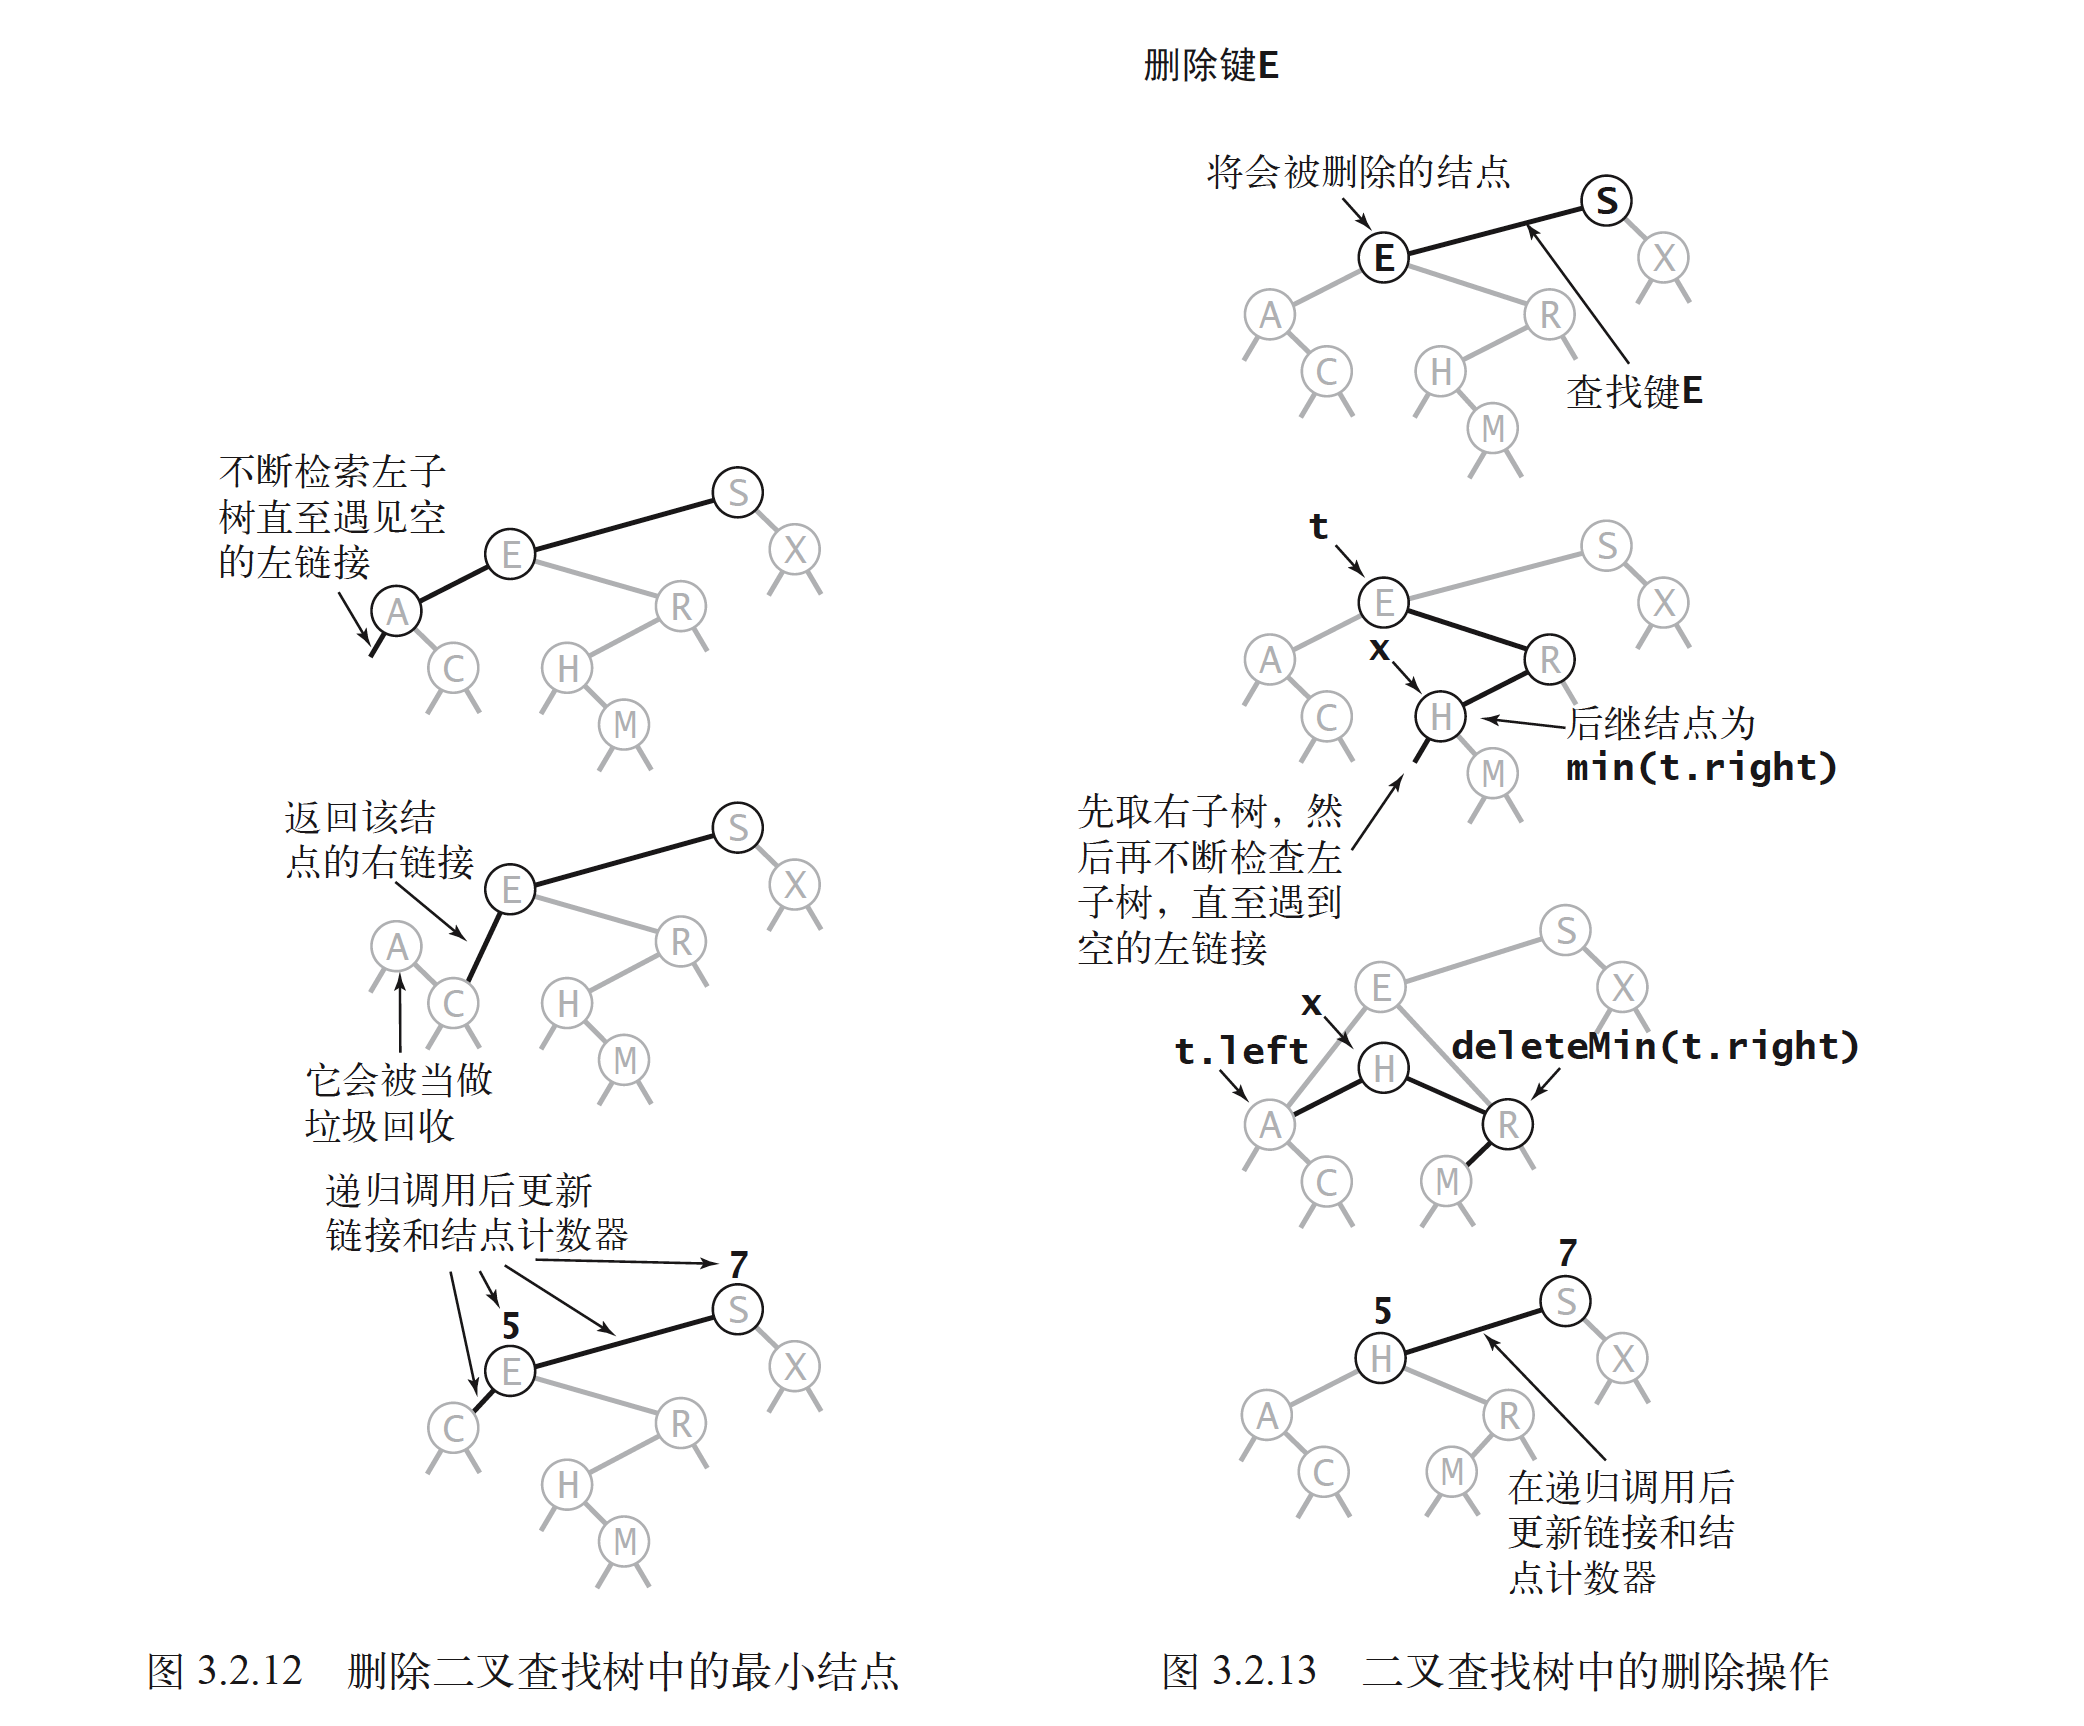 不断检索左子
树直至遇见空
的左链接
S
E
X
A
R
C
H
M
返回该结
点的右链接
S
E
X
A
R
C
H
M
它会被当做
垃圾回收
递归调用后更新
链接和结点计数器
7
5
S
E
X
C
R
H
M
图 3.2.12 删除二叉查找树中的最小结点
删除键E
将会被删除的结点
S
E
X
A
R
C
H
M
查找键E
t
S
E
X
x
A
R
C
H
M
后继结点为
min(t.right)
先取右子树，然
后再不断检查左
子树，直至遇到
空的左链接
S
E
X
x
t.left
deleteMin(t.right)
H
A
R
C
M
7
5
S
H
X
A
R
C
M
在递归调用后
更新链接和结
点计数器
图 3.2.13 二叉查找树中的删除操作